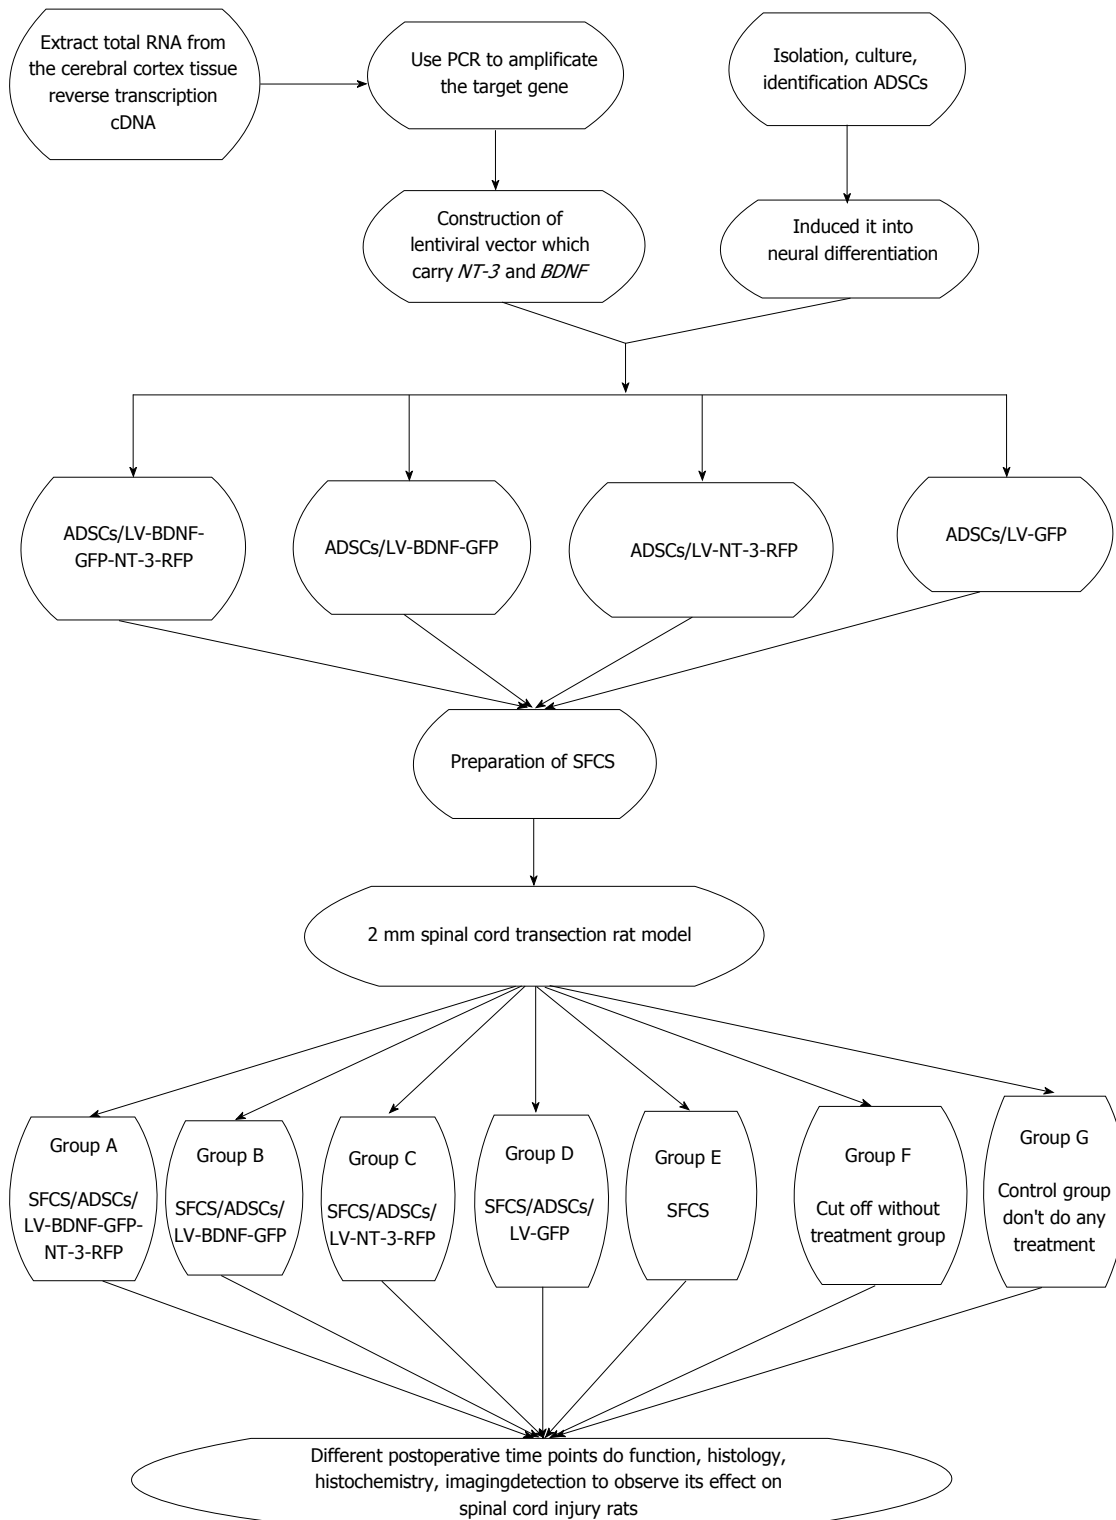 Extract total RNA from
the cerebral cortex tissue
reverse transcription
cDNA
Use PCR to amplificate
the target gene
Isolation, culture,
identification ADSCs
Construction of
lentiviral vector which
carry NT-3 and BDNF
Induced it into
neural differentiation
ADSCs/LV-BDNF-
GFP-NT-3-RFP
ADSCs/LV-BDNF-GFP
ADSCs/LV-NT-3-RFP
ADSCs/LV-GFP
Preparation of SFCS
2 mm spinal cord transection rat model
Group A
SFCS/ADSCs/
LV-BDNF-GFP-
NT-3-RFP
Group B
SFCS/ADSCs/
LV-BDNF-GFP
Group C
SFCS/ADSCs/
LV-NT-3-RFP
Group D
SFCS/ADSCs/
LV-GFP
Group E
SFCS
Group F
Cut off without
treatment group
Group G
Control group
don't do any
treatment
Different postoperative time points do function, histology,
histochemistry, imagingdetection to observe its effect on
spinal cord injury rats